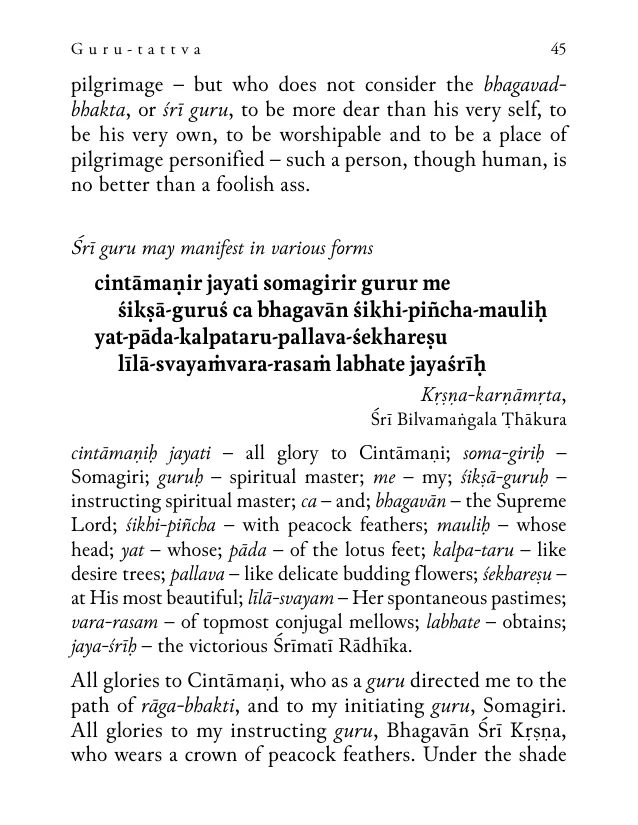 Guru-tattva 45
pilgrimage – but who does not consider the bhagavad-
bhakta, or śrī guru, to be more dear than his very self, to
be his very own, to be worshipable and to be a place of
pilgrimage personified – such a person, though human, is
no better than a foolish ass.
Śrī guru may manifest in various forms
cintāmaṇir jayati somagirir gurur me
śikṣā-guruś ca bhagavān śikhi-piñcha-mauliḥ
yat-pāda-kalpataru-pallava-śekhareṣu
līlā-svayaṁvara-rasaṁ labhate jayaśrīḥ
Kṛṣṇa-karṇāmṛta,
Śrī Bilvamaṅgala Ṭhākura
cintāmaṇiḥ jayati – all glory to Cintāmaṇi; soma-giriḥ –
Somagiri; guruḥ – spiritual master; me – my; śikṣā-guruḥ –
instructing spiritual master; ca – and; bhagavān – the Supreme
Lord; śikhi-piñcha – with peacock feathers; mauliḥ – whose
head; yat – whose; pāda – of the lotus feet; kalpa-taru – like
desire trees; pallava – like delicate budding flowers; śekhareṣu –
at His most beautiful; līlā-svayam – Her spontaneous pastimes;
vara-rasam – of topmost conjugal mellows; labhate – obtains;
jaya-śrīḥ – the victorious Śrīmatī Rādhīka.
All glories to Cintāmaṇi, who as a guru directed me to the
path of rāga-bhakti, and to my initiating guru, Somagiri.
All glories to my instructing guru, Bhagavān Śrī Kṛṣṇa,
who wears a crown of peacock feathers. Under the shade